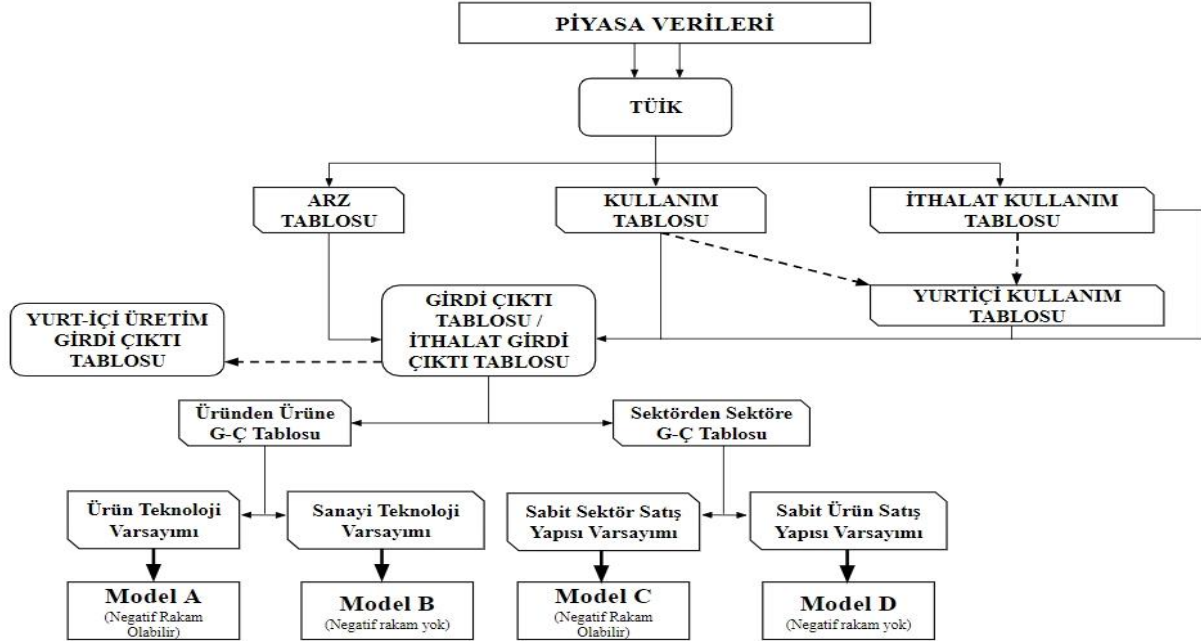 PİYASA VERİLERİ
TÜİK
ARZ
TABLOSU
KULLANIM
TABLOSU
İTHALAT KULLANIM
TABLOSU
YURTİÇİ KULLANIM
TABLOSU
GİRDİ ÇIKTI
TABLOSU /
İTHALAT GİRDİ
ÇIKTI TABLOSU
YURT-İÇİ ÜRETİM
GİRDİ ÇIKTI
TABLOSU
Üründen Ürüne
G-Ç Tablosu
Sektörden Sektöre
G-Ç Tablosu
Ürün Teknoloji
Varsayımı
Sanayi Teknoloji
Varsayımı
Sabit Sektör Satış
Yapısı Varsayımı
Sabit Ürün Satış
Yapısı Varsayımı
Model A
(Negatif Rakam
Olabilir)
Model B
(Negatif rakam yok)
Model C
(Negatif Rakam
Olabilir)
Model D
(Negatif rakam yok)